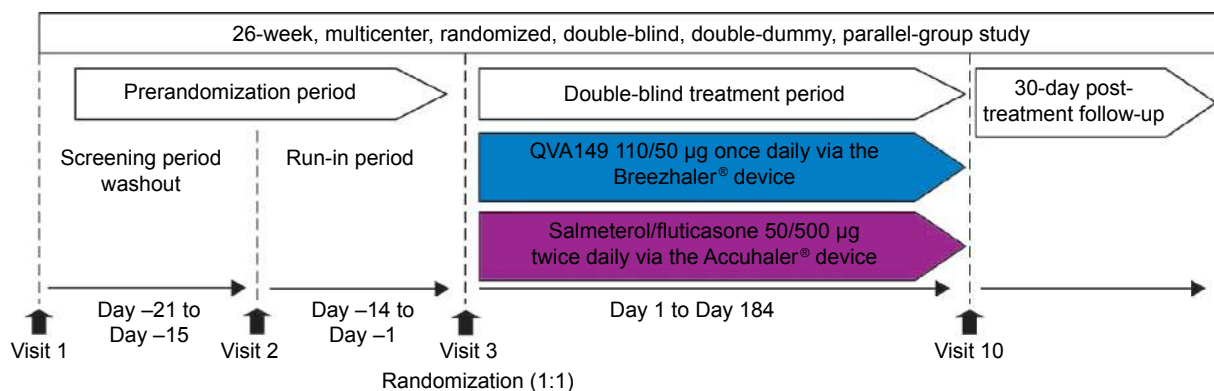 26-week, multicenter, randomized, double-blind, double-dummy, parallel-group study
Prerandomization period
Double-blind treatment period
30-day post-
treatment follow-up
Screening period
washout
Run-in period
QVA149 110/50 µg once daily via the
Breezhaler® device
Salmeterol/fluticasone 50/500 µg
twice daily via the Accuhaler® device
Day –21 to
Day –15
Day –14 to
Day –1
Day 1 to Day 184
Visit 1
Visit 2
Visit 3
Visit 10
Randomization (1:1)